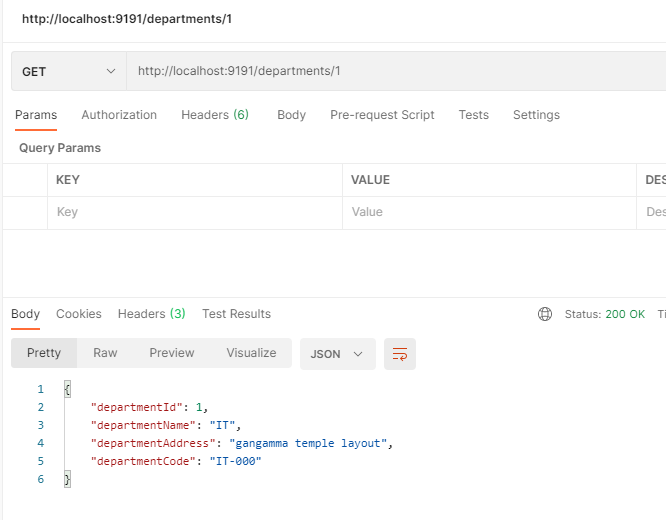 http://localhost:9191/departments/1
GET http://localhost:9191/departments/1
Params Authorization Headers (6) Body Pre-request Script Tests Settings
Query Params
KEY VALUE DES
Key Value Des
Body Cookies Headers (3) Test Results Status: 200 OK Ti
Pretty Raw Preview Visualize JSON
1 {
2 "departmentId": 1,
3 "departmentName": "IT",
4 "departmentAddress": "gangamma temple layout",
5 "departmentCode": "IT-000"
6 }